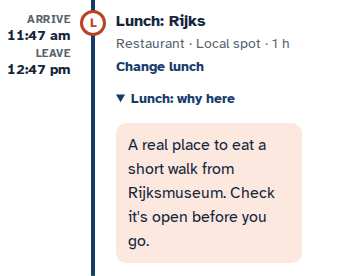 ARRIVE
11:47 am
LEAVE
12:47 pm
L
Lunch: Rijks
Restaurant · Local spot · 1 h
Change lunch
▼ Lunch: why here
A real place to eat a
short walk from
Rijksmuseum. Check
it's open before you
go.